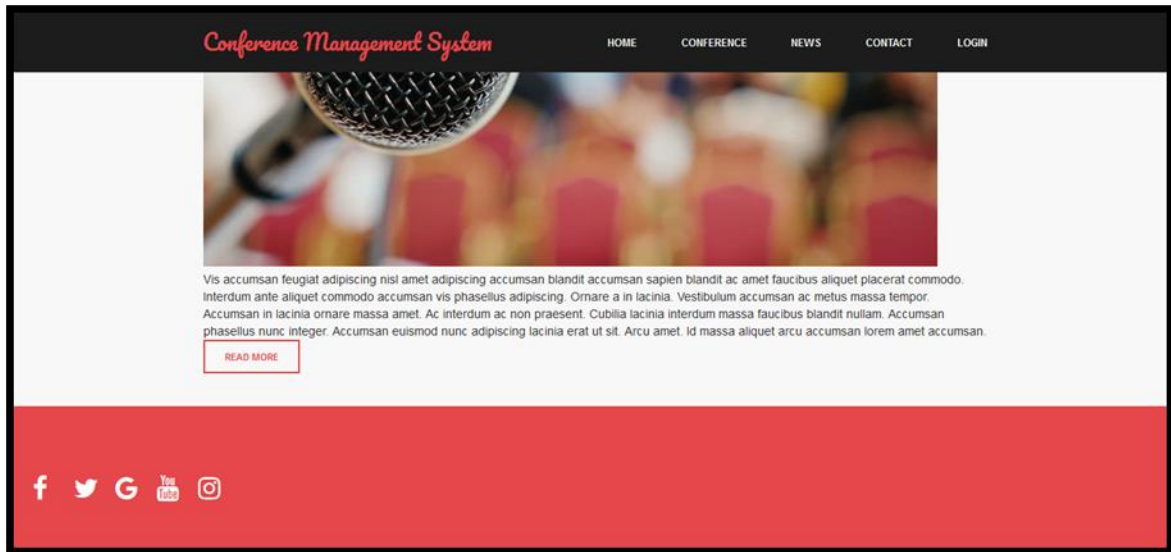 Conference Management System
HOME CONFERENCE NEWS CONTACT LOGIN
Vis accumsan feugiat adipiscing nisl amet adipiscing accumsan blandit accumsan sapien blandit ac amet faucibus aliquet placerat commodo.
Interdum ante aliquet commodo accumsan vis phasellus adipiscing. Ornare a in lacinia. Vestibulum accumsan ac metus massa tempor.
Accumsan in lacinia ornare massa amet. Ac interdum ac non praesent. Cubilia lacinia interdum massa faucibus blandit nullam. Accumsan
phasellus nunc integer. Accumsan euismod nunc adipiscing lacinia erat ut sit. Arcu amet. Id massa aliquet arcu accumsan lorem amet accumsan.
READ MORE
You
Tube